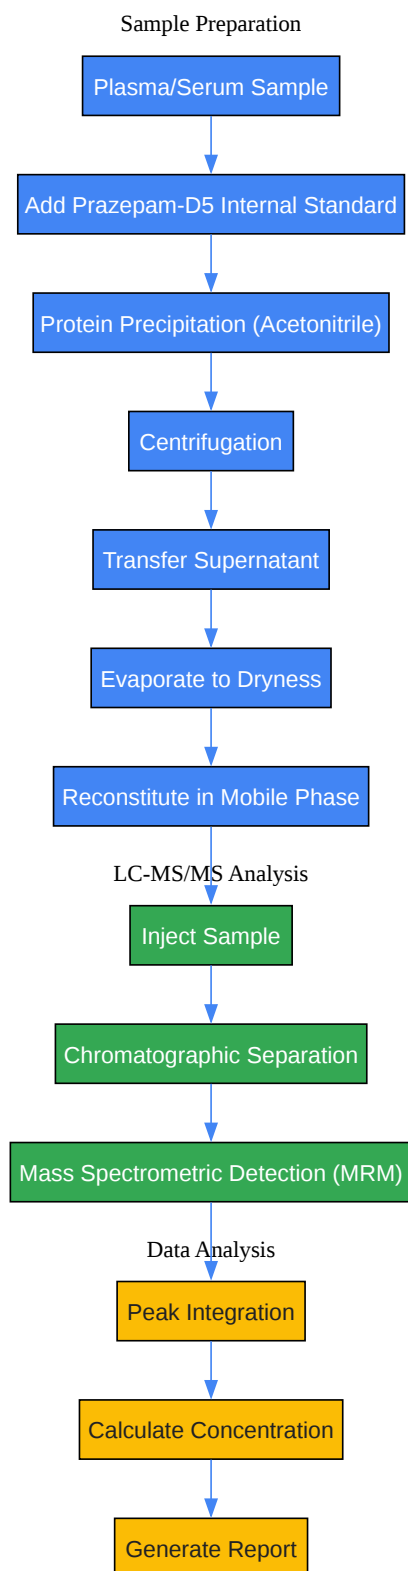 Sample Preparation
Plasma/Serum Sample
Add Prazepam-D5 Internal Standard
Protein Precipitation (Acetonitrile)
Centrifugation
Transfer Supernatant
Evaporate to Dryness
Reconstitute in Mobile Phase
LC-MS/MS Analysis
Inject Sample
Chromatographic Separation
Mass Spectrometric Detection (MRM)
Data Analysis
Peak Integration
Calculate Concentration
Generate Report